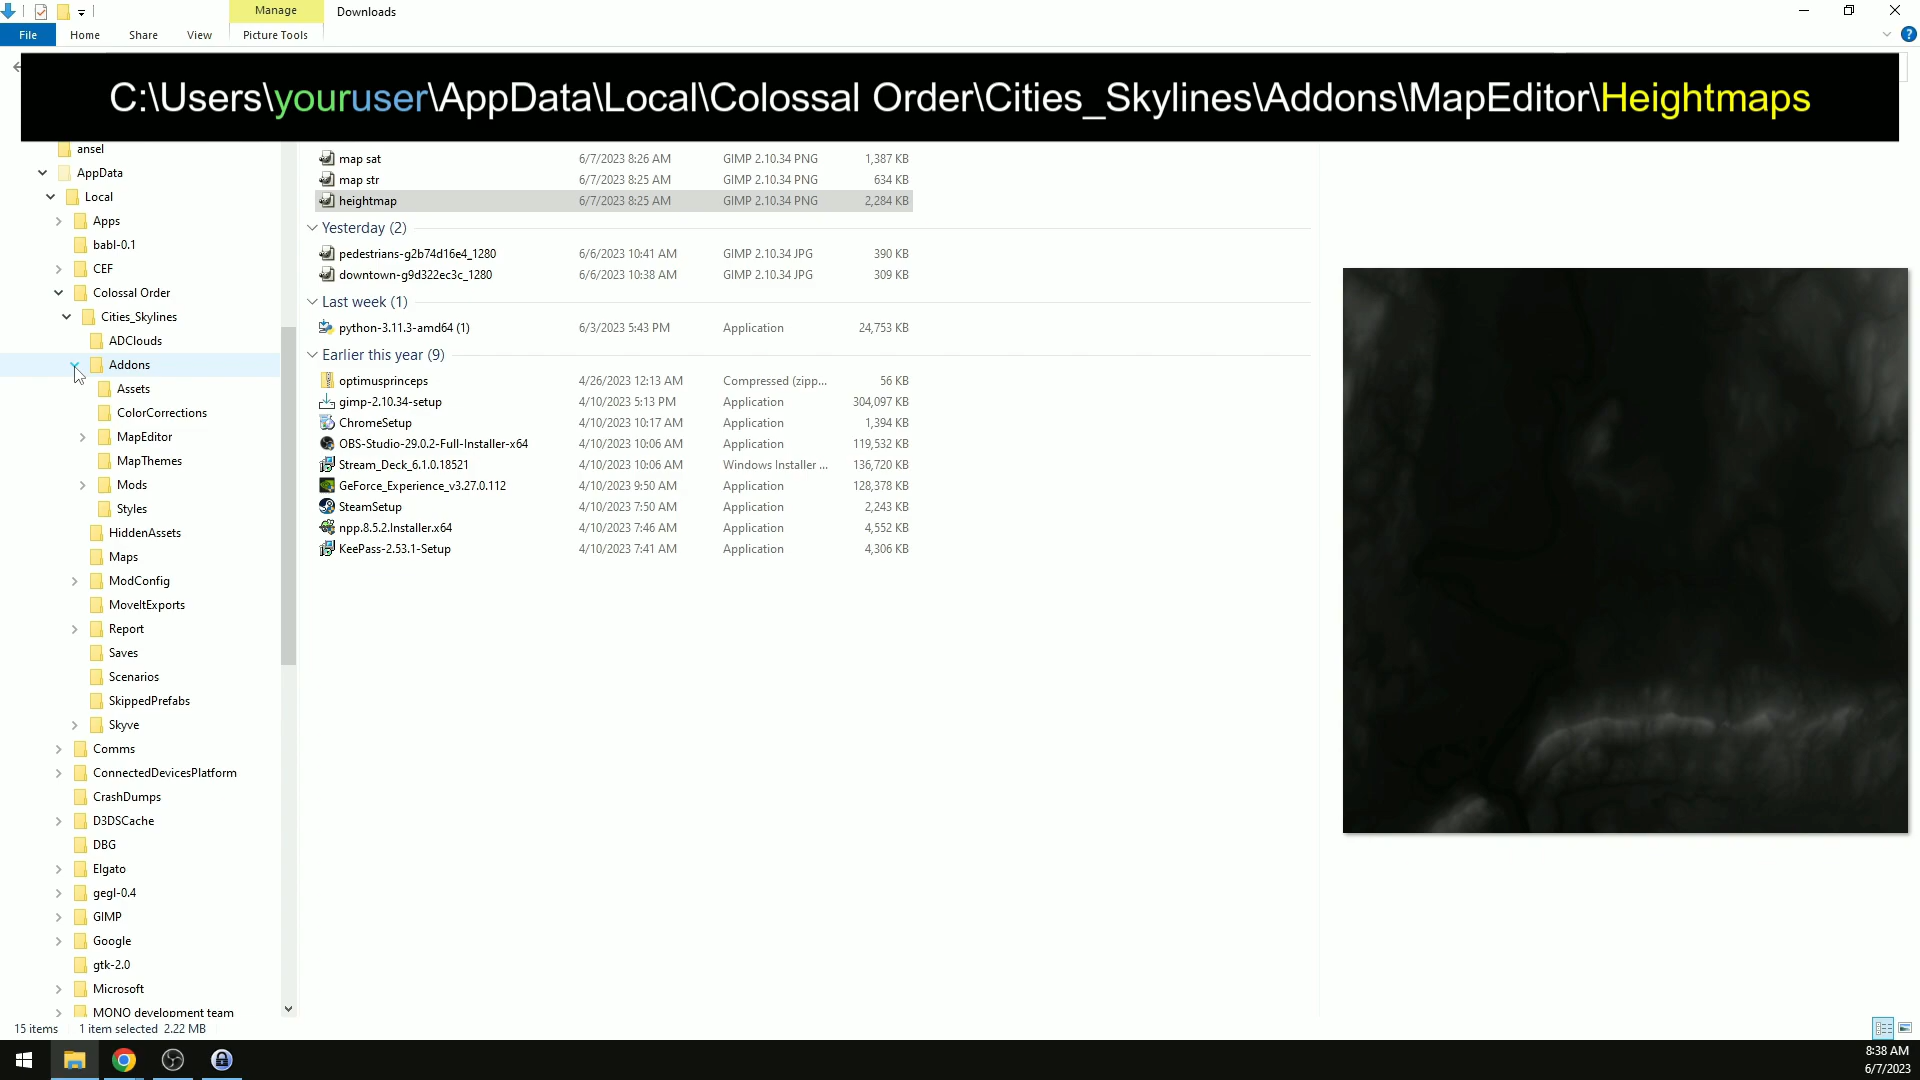 Manage
Downloads
File
Home
Share
View
Picture Tools
?
C:\Users\youruser\AppData\Local\Colossal Order\Cities_Skylines\Addons\MapEditor\Heightmaps
ansel
AppData
Local
Apps
babl-0.1
CEF
Colossal Order
Cities_Skylines
ADClouds
Addons
Assets
ColorCorrections
MapEditor
MapThemes
Mods
Styles
HiddenAssets
Maps
ModConfig
MoveItExports
Report
Saves
Scenarios
SkippedPrefabs
Skyve
Comms
ConnectedDevicesPlatform
CrashDumps
D3DSCache
DBG
Elgato
gegl-0.4
GIMP
Google
gtk-2.0
Microsoft
MONO development team
map sat 6/7/2023 8:26 AM GIMP 2.10.34 PNG 1,387 KB
map str 6/7/2023 8:25 AM GIMP 2.10.34 PNG 634 KB
heightmap 6/7/2023 8:25 AM GIMP 2.10.34 PNG 2,284 KB
Yesterday (2)
pedestrians-g2b74d16e4_1280 6/6/2023 10:41 AM GIMP 2.10.34 JPG 390 KB
downtown-g9d322ec3c_1280 6/6/2023 10:38 AM GIMP 2.10.34 JPG 309 KB
Last week (1)
python-3.11.3-amd64 (1) 6/3/2023 5:43 PM Application 24,753 KB
Earlier this year (9)
optimusprinceps 4/26/2023 12:13 AM Compressed (zipp... 56 KB
gimp-2.10.34-setup 4/10/2023 5:13 PM Application 304,097 KB
ChromeSetup 4/10/2023 10:17 AM Application 1,394 KB
OBS-Studio-29.0.2-Full-Installer-x64 4/10/2023 10:06 AM Application 119,532 KB
Stream_Deck_6.1.0.18521 4/10/2023 10:06 AM Windows Installer ... 136,720 KB
GeForce_Experience_v3.27.0.112 4/10/2023 9:50 AM Application 128,378 KB
SteamSetup 4/10/2023 7:50 AM Application 2,243 KB
npp.8.5.2.Installer.x64 4/10/2023 7:46 AM Application 4,552 KB
KeePass-2.53.1-Setup 4/10/2023 7:41 AM Application 4,306 KB
15 items 1 item selected 2.22 MB
8:38 AM
6/7/2023